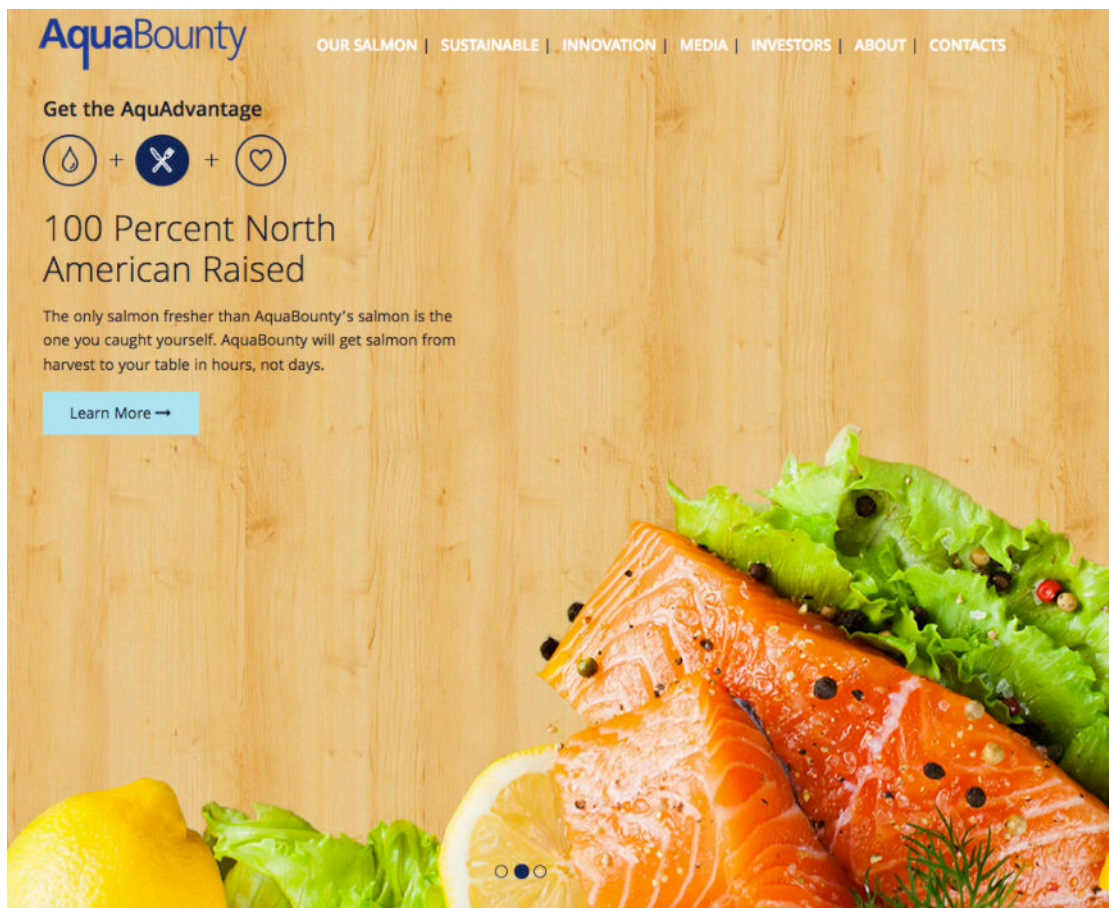 AquaBounty
OUR SALMON | SUSTAINABLE | INNOVATION | MEDIA | INVESTORS | ABOUT | CONTACTS
Get the AquAdvantage
+ +
100 Percent North
American Raised
The only salmon fresher than AquaBounty's salmon is the
one you caught yourself. AquaBounty will get salmon from
harvest to your table in hours, not days.
Learn More →